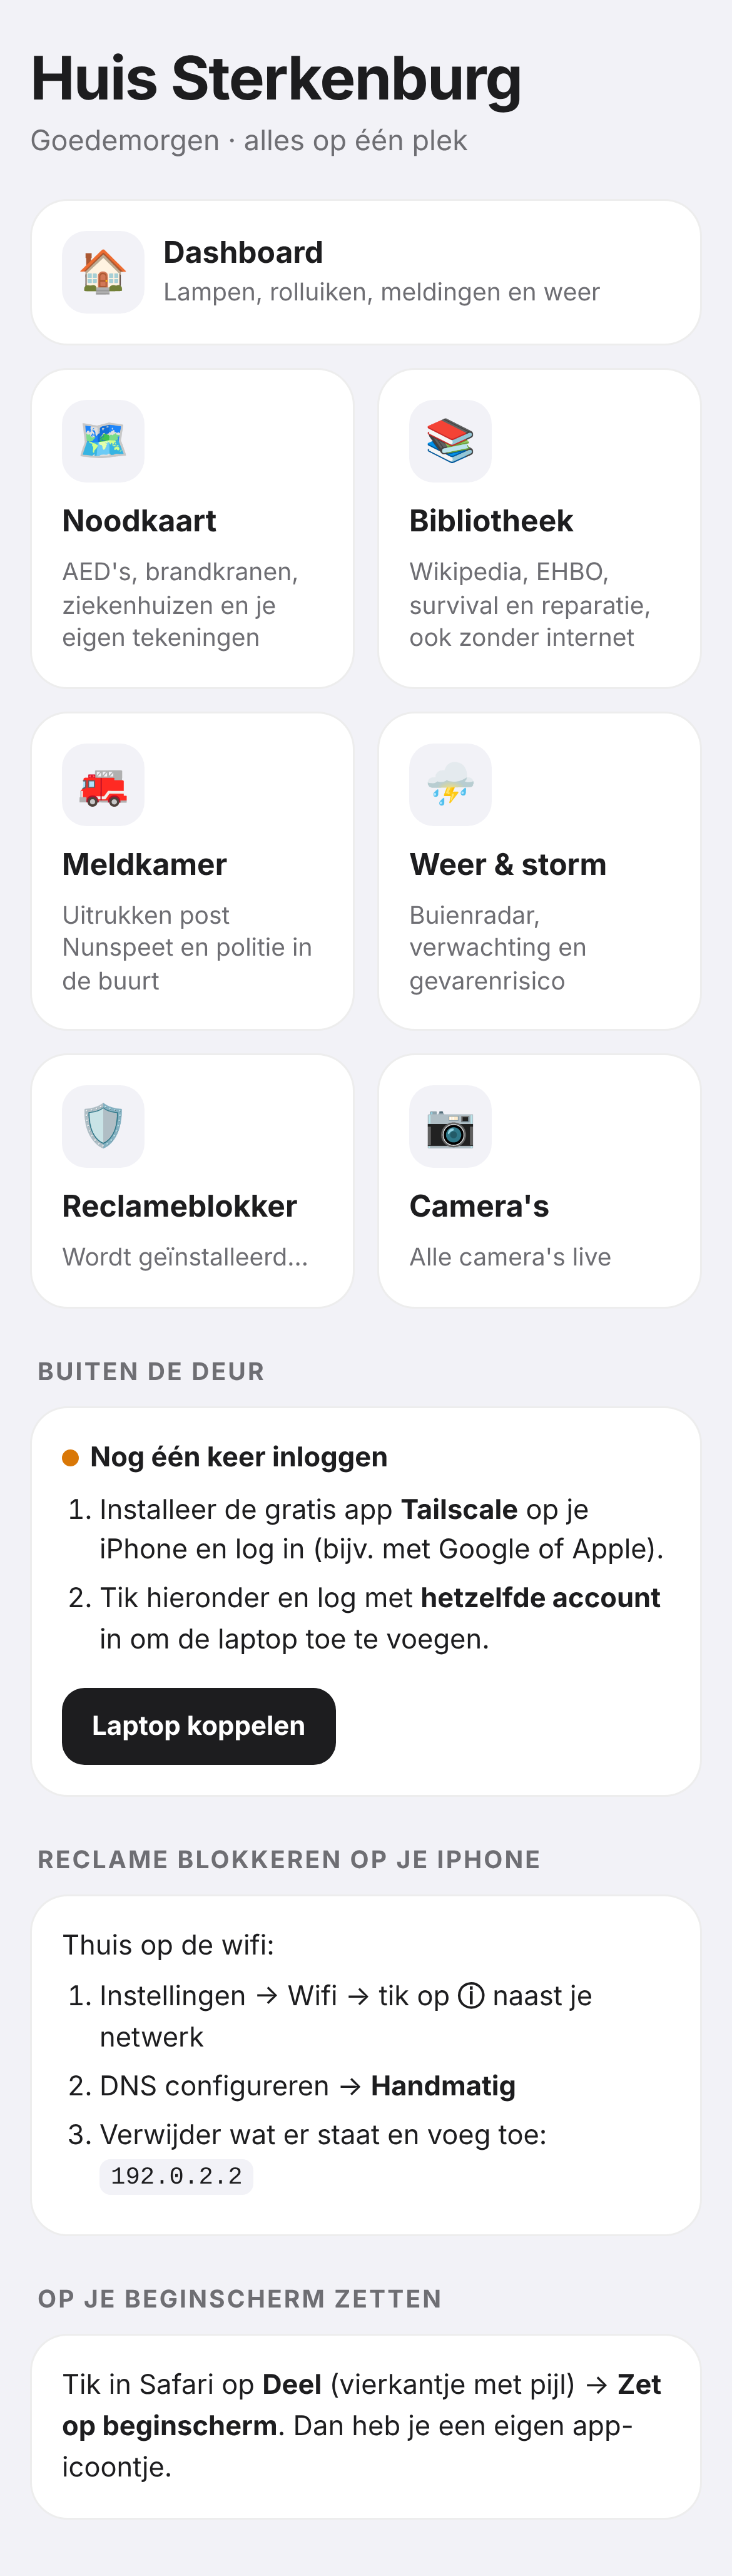 Huis Sterkenburg
Goedemorgen · alles op één plek
Dashboard
Lampen, rolluiken, meldingen en weer
Noodkaart
AED's, brandkranen,
ziekenhuizen en je
eigen tekeningen
Bibliotheek
Wikipedia, EHBO,
survival en reparatie,
ook zonder internet
Meldkamer
Uitrukken post
Nunspeet en politie in
de buurt
Weer & storm
Buienradar,
verwachting en
gevarenrisico
Reclameblokker
Wordt geïnstalleerd...
Camera's
Alle camera's live
BUITEN DE DEUR
Nog één keer inloggen
1. Installeer de gratis app Tailscale op je
iPhone en log in (bijv. met Google of Apple).
2. Tik hieronder en log met hetzelfde account
in om de laptop toe te voegen.
Laptop koppelen
RECLAME BLOKKEREN OP JE IPHONE
Thuis op de wifi:
1. Instellingen → Wifi → tik op ⓘ naast je
netwerk
2. DNS configureren → Handmatig
3. Verwijder wat er staat en voeg toe:
192.0.2.2
OP JE BEGINSCHERM ZETTEN
Tik in Safari op Deel (vierkantje met pijl) → Zet
op beginscherm. Dan heb je een eigen app-
icoontje.